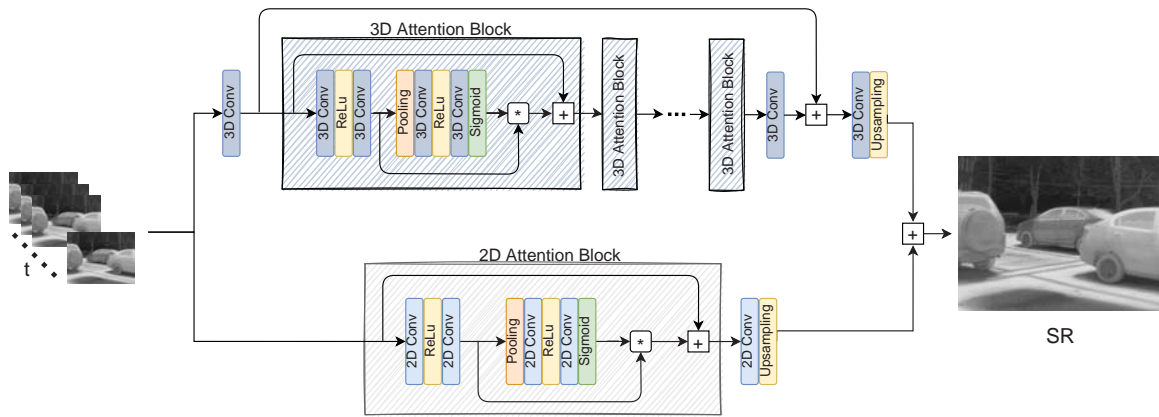 3D Attention Block
3D Conv
3D Conv
ReLu
3D Conv
Pooling
3D Conv
ReLu
3D Conv
Sigmoid
*
+
3D Attention Block
...
3D Attention Block
3D Conv
+
3D Conv
Upsampling
t
+
SR
2D Attention Block
2D Conv
ReLu
2D Conv
Pooling
2D Conv
ReLu
2D Conv
Sigmoid
*
+
2D Conv
Upsampling